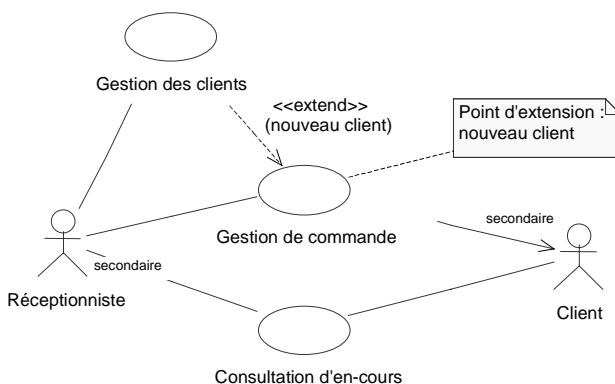 Gestion des clients
<<extend>>
(nouveau client)
Point d'extension :
nouveau client
Gestion de commande
secondaire
secondaire
Réceptionniste
Client
Consultation d'en-cours